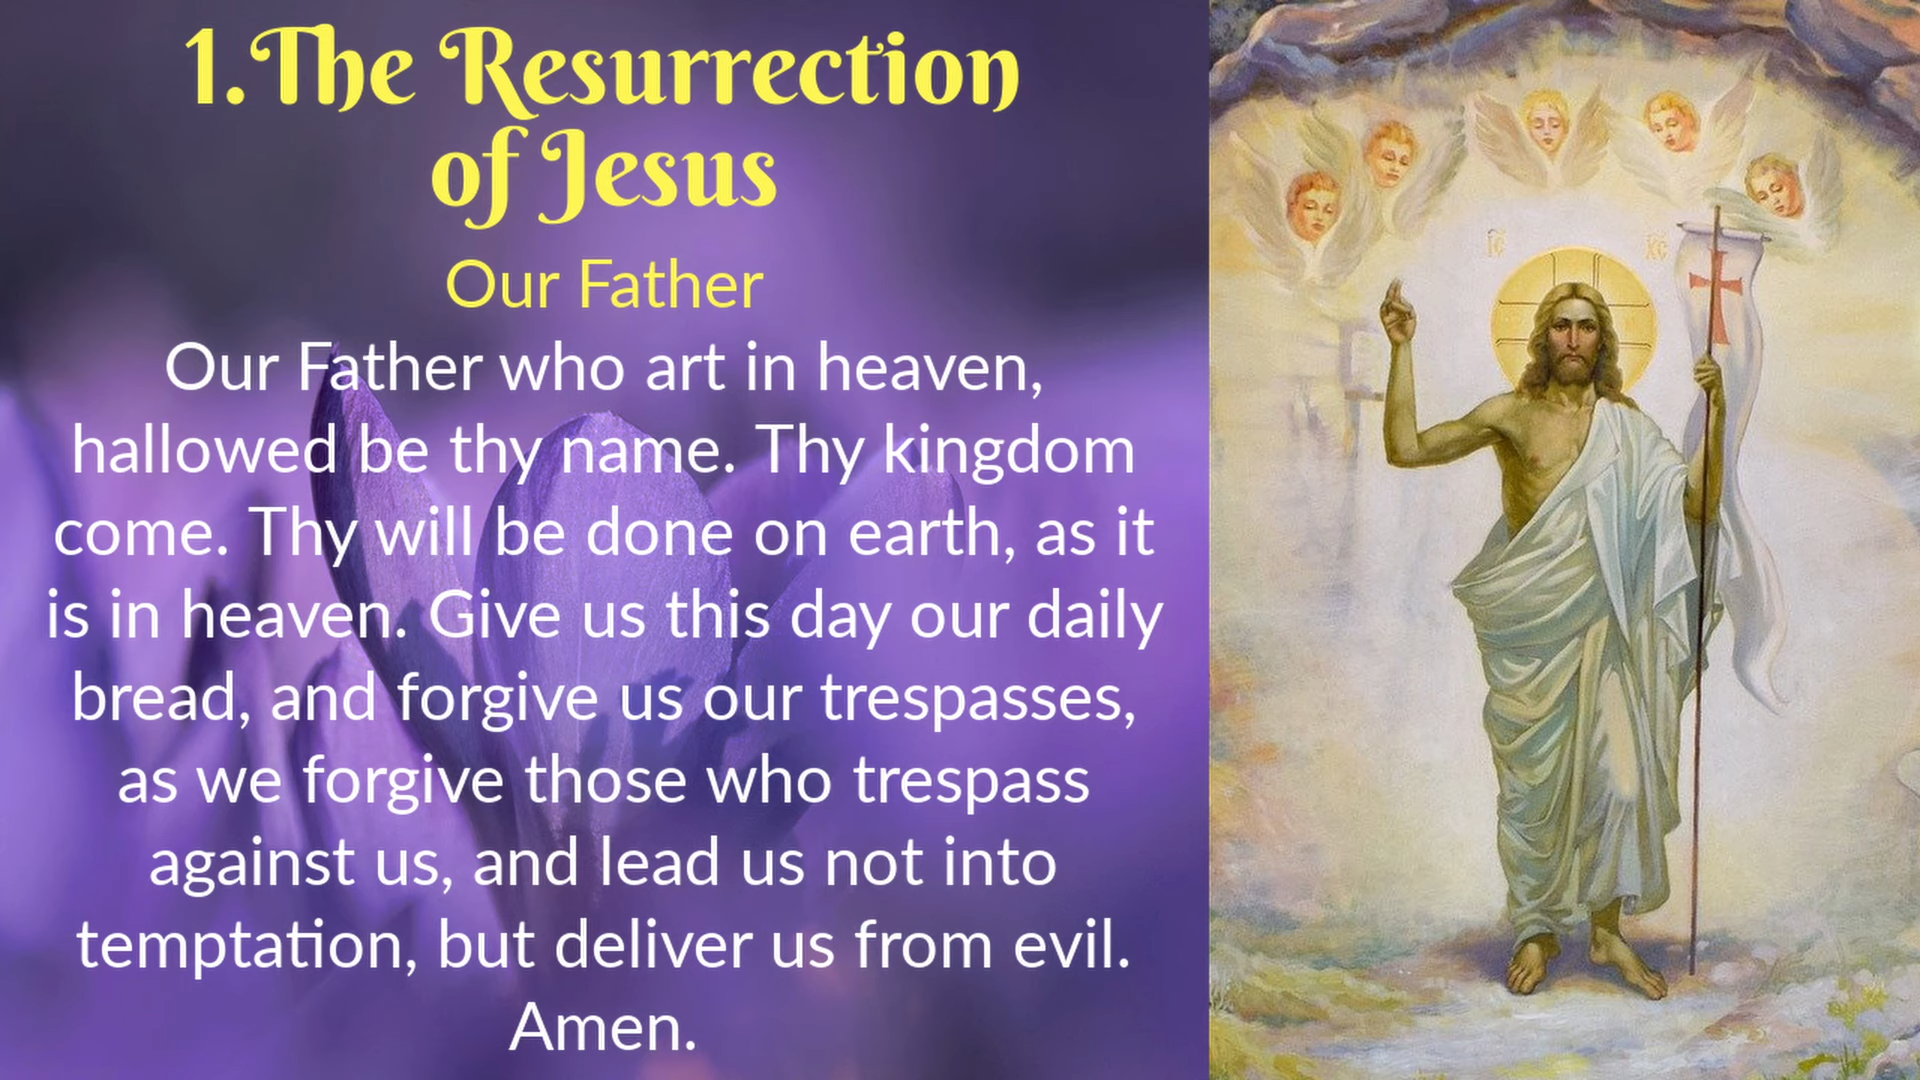 1.The Resurrection
of Jesus
Our Father
Our Father who art in heaven,
hallowed be thy name. Thy kingdom
come. Thy will be done on earth, as it
is in heaven. Give us this day our daily
bread, and forgive us our trespasses,
as we forgive those who trespass
against us, and lead us not into
temptation, but deliver us from evil.
Amen.